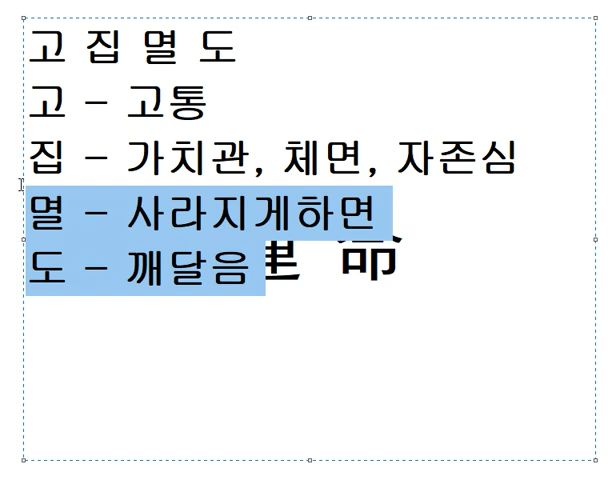 고 집 멸 도
고 - 고통
집 - 가치관, 체면, 자존심
멸 - 사라지게하면
도 - 깨달음
命